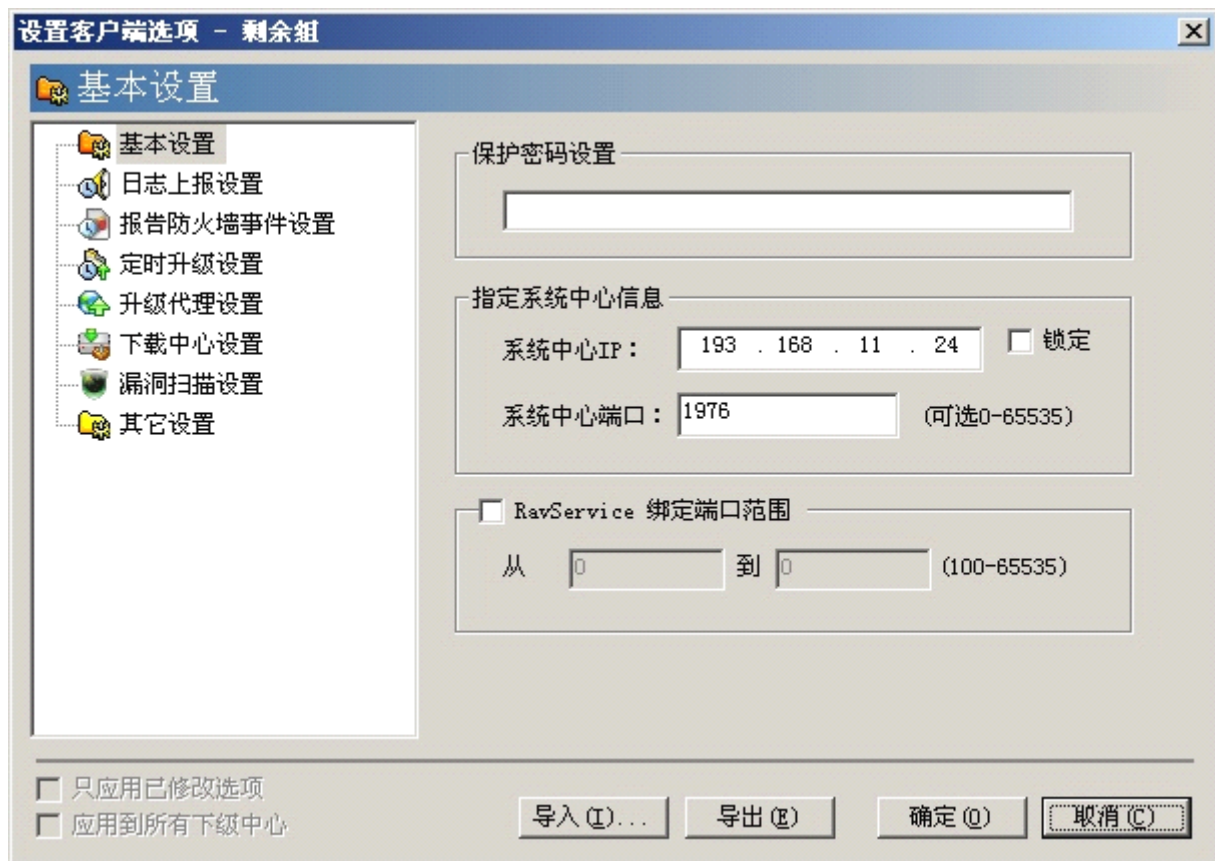 设置客户端选项 - 剩余组
基本设置
基本设置
日志上报设置
报告防火墙事件设置
定时升级设置
升级代理设置
下载中心设置
漏洞扫描设置
其它设置
保护密码设置
指定系统中心信息
系统中心IP： 193 . 168 . 11 . 24 锁定
系统中心端口： 1976 (可选0-65535)
RavService 绑定端口范围
从 0 到 0 (100-65535)
只应用已修改选项
应用到所有下级中心
导入(I)... 导出(E) 确定(O) 取消(C)